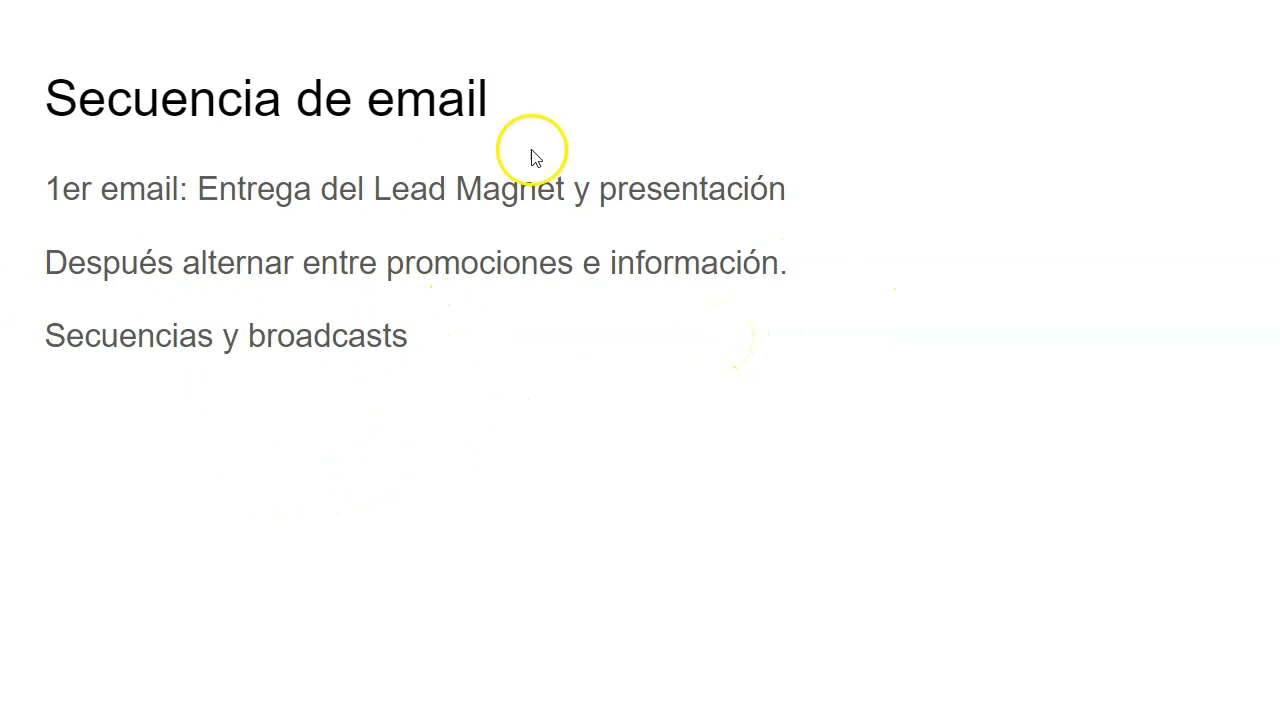 Secuencia de email
1er email: Entrega del Lead Magnet y presentación
Después alternar entre promociones e información.
Secuencias y broadcasts